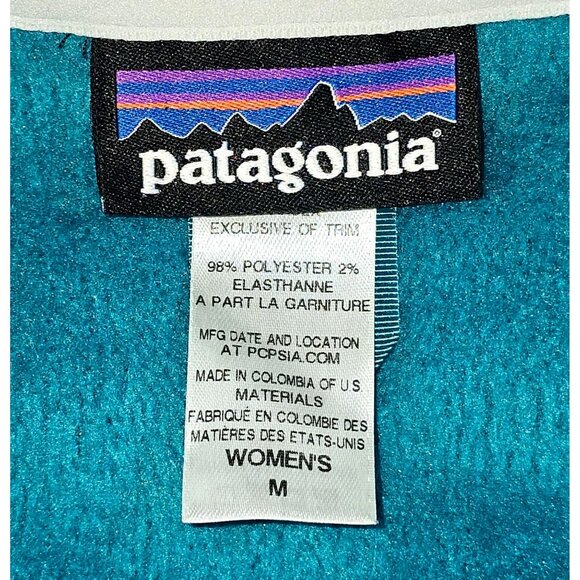 patagonia®
EXCLUSIVE OF TRIM
98% POLYESTER 2%
ELASTHANNE
A PART LA GARNITURE
MFG DATE AND LOCATION
AT PCPSIA.COM
MADE IN COLOMBIA OF U.S.
MATERIALS
FABRIQUÉ EN COLOMBIE DES
MATIÈRES DES ETATS-UNIS
WOMEN'S
M